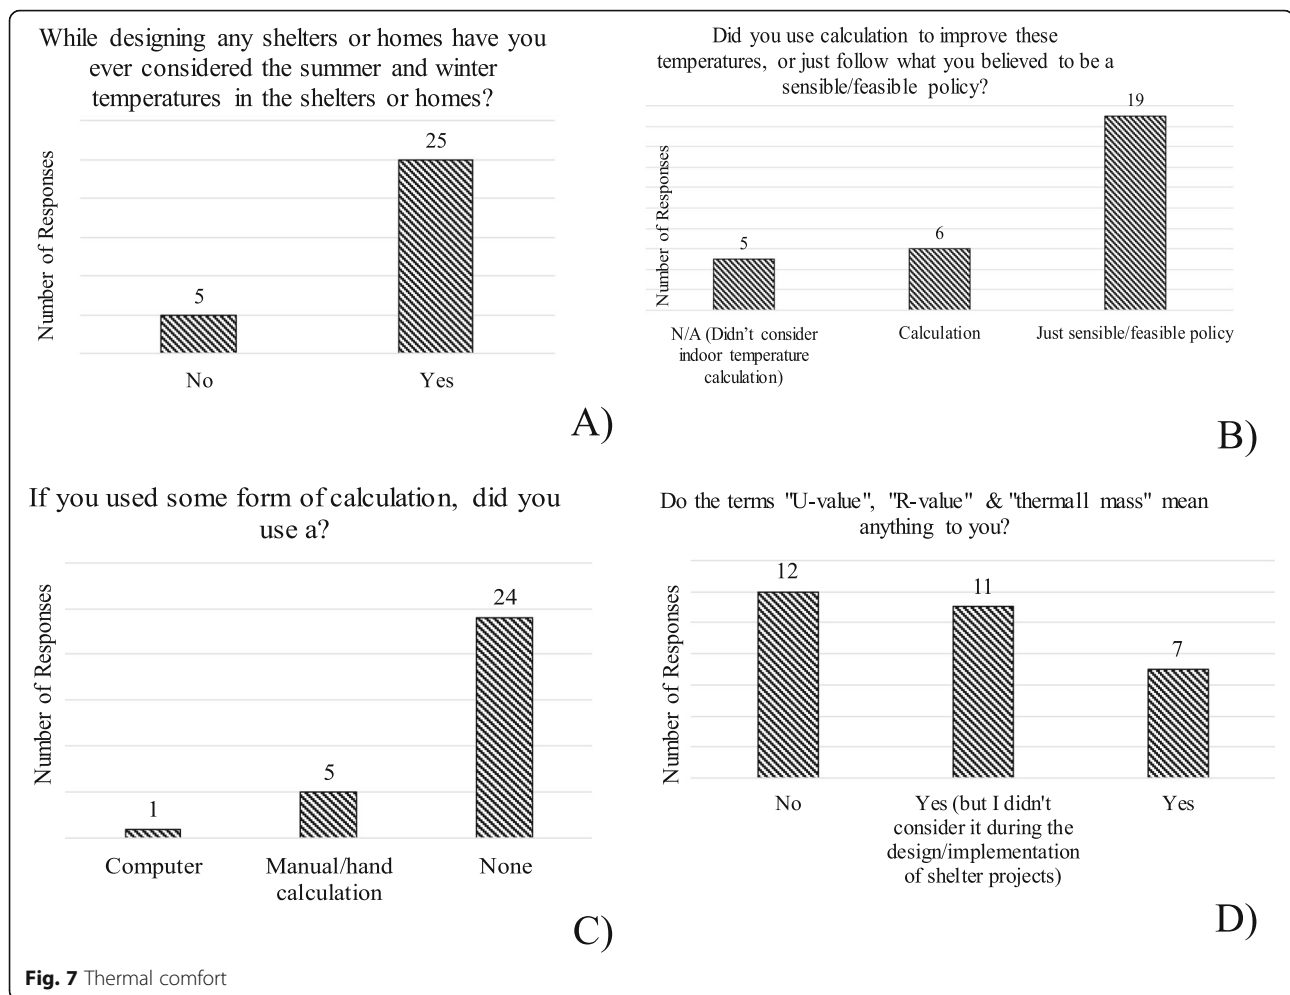 While designing any shelters or homes have you
ever considered the summer and winter
temperatures in the shelters or homes?
Number of Responses
5
25
No
Yes
A)
Did you use calculation to improve these
temperatures, or just follow what you believed to be a
sensible/feasible policy?
Number of Responses
5
6
19
N/A (Didn't consider
indoor temperature
calculation)
Calculation
Just sensible/feasible policy
B)
If you used some form of calculation, did you
use a?
Number of Responses
1
5
24
Computer
Manual/hand
calculation
None
C)
Do the terms "U-value", "R-value" & "thermall mass" mean
anything to you?
Number of Responses
12
11
7
No
Yes (but I didn't
consider it during the
design/implementation
of shelter projects)
Yes
D)
Fig. 7 Thermal comfort